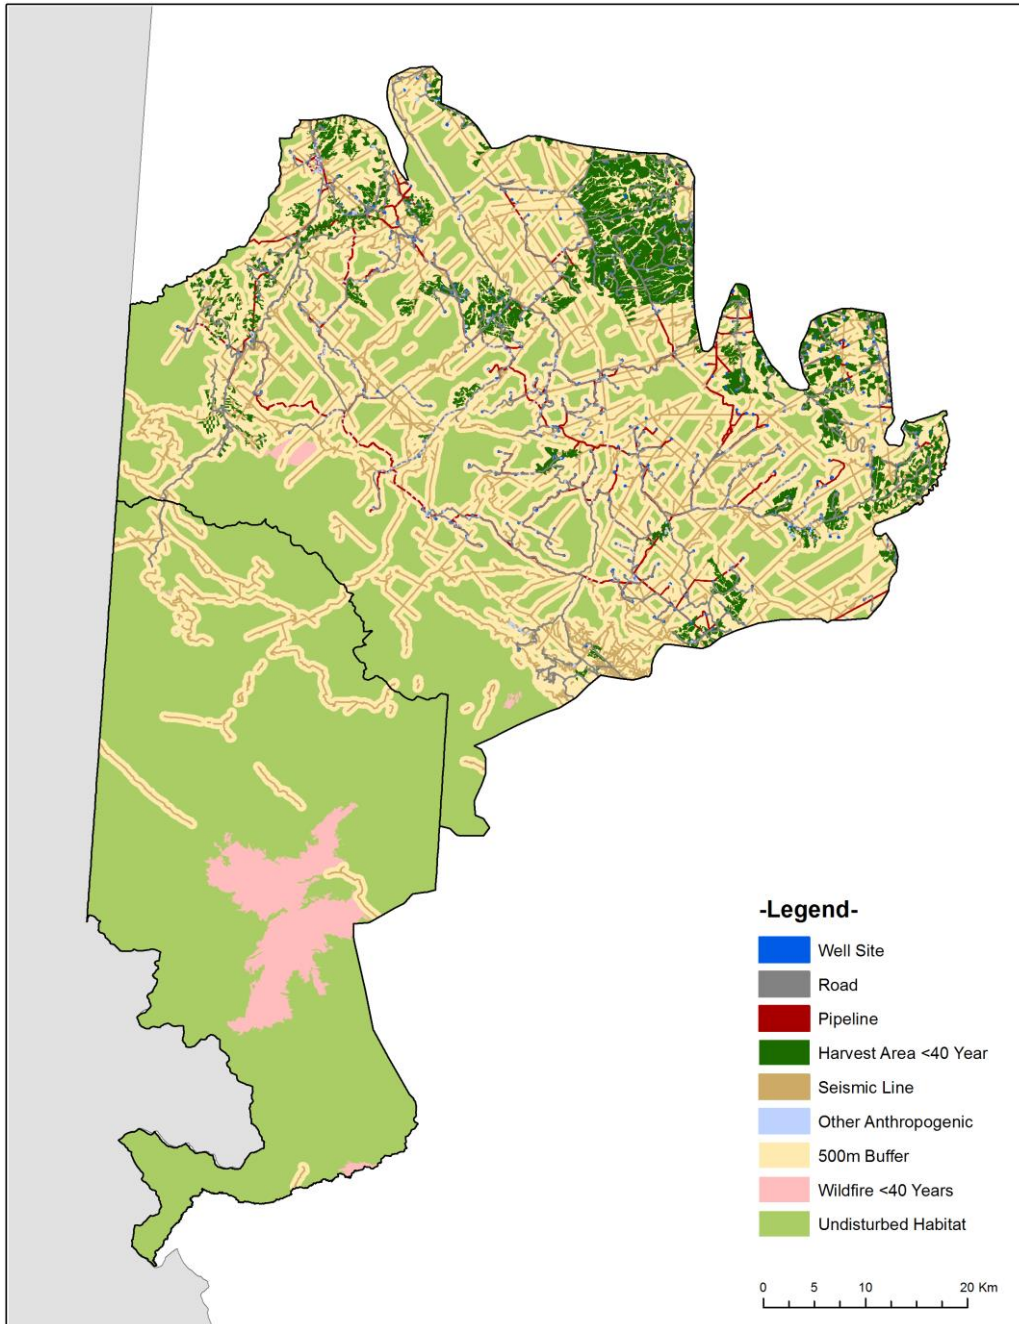 -Legend-
Well Site
Road
Pipeline
Harvest Area <40 Year
Seismic Line
Other Anthropogenic
500m Buffer
Wildfire <40 Years
Undisturbed Habitat
0 5 10 20 Km